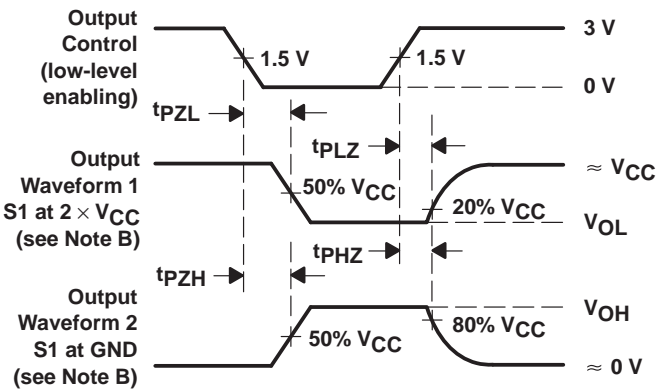 Output
Control
(low-level
enabling)
1.5 V
1.5 V
3 V
0 V
tPZL
tPLZ
Output
Waveform 1
S1 at 2 × VCC
(see Note B)
50% VCC
20% VCC
≈ VCC
VOL
tPZH
tPHZ
Output
Waveform 2
S1 at GND
(see Note B)
50% VCC
80% VCC
VOH
≈ 0 V